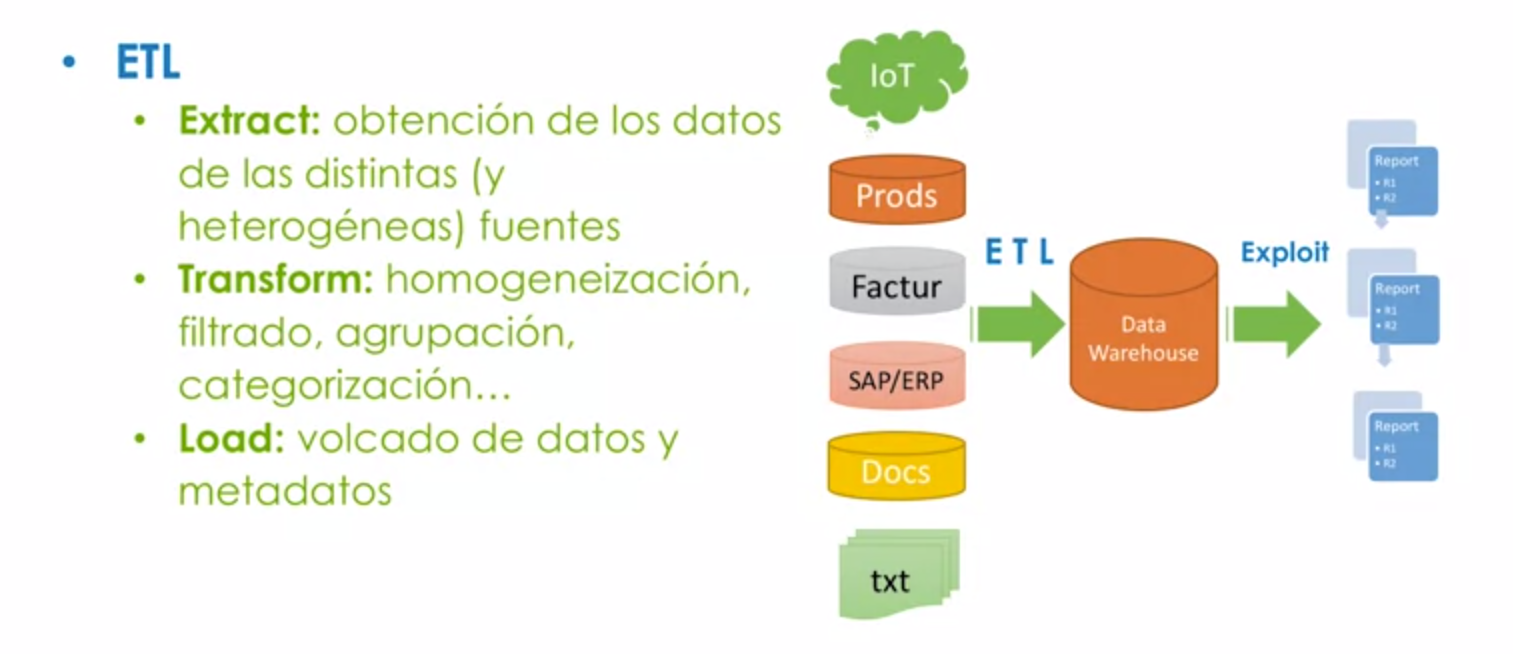 • ETL
• Extract: obtención de los datos
de las distintas (y
heterogéneas) fuentes
• Transform: homogeneización,
filtrado, agrupación,
categorización...
• Load: volcado de datos y
metadatos
IoT
Prods
Factur
SAP/ERP
Docs
txt
E T L
Data
Warehouse
Exploit
Report
• R1
• R2
Report
• R1
• R2
Report
• R1
• R2